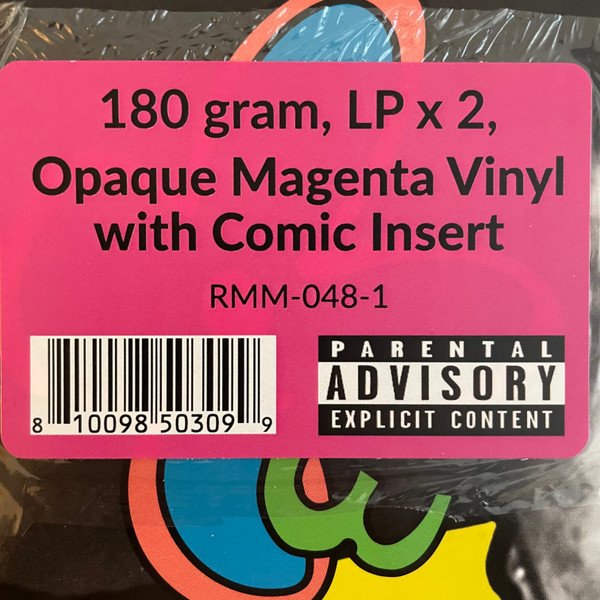 180 gram, LP x 2,
Opaque Magenta Vinyl
with Comic Insert
RMM-048-1
8 10098 50309 9
PARENTAL
ADVISORY
EXPLICIT CONTENT